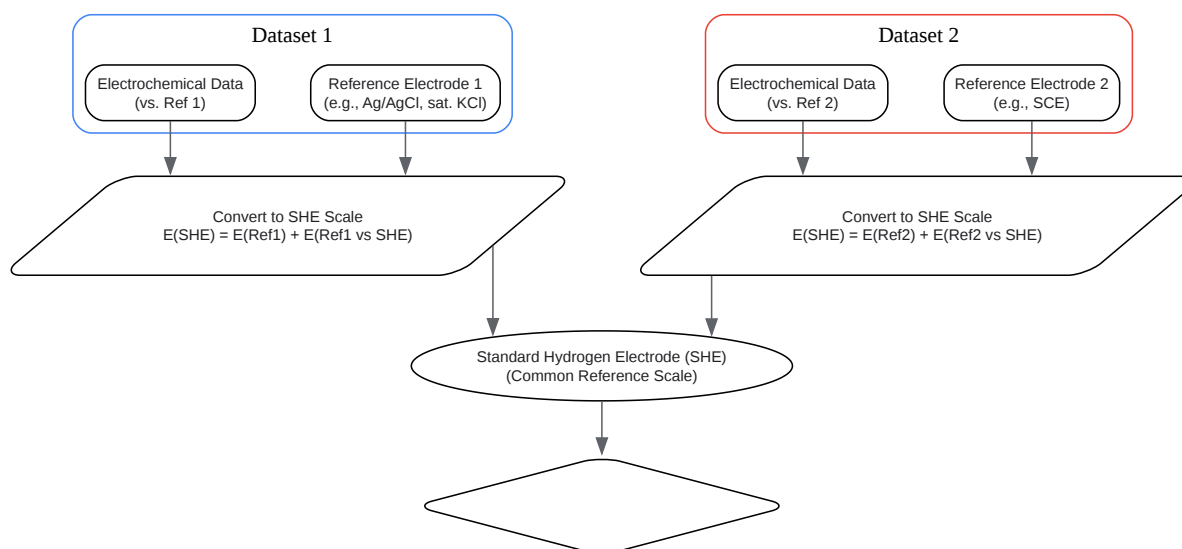 Dataset 1
Electrochemical Data
(vs. Ref 1)
Reference Electrode 1
(e.g., Ag/AgCl, sat. KCl)
Dataset 2
Electrochemical Data
(vs. Ref 2)
Reference Electrode 2
(e.g., SCE)
Convert to SHE Scale
E(SHE) = E(Ref1) + E(Ref1 vs SHE)
Convert to SHE Scale
E(SHE) = E(Ref2) + E(Ref2 vs SHE)
Standard Hydrogen Electrode (SHE)
(Common Reference Scale)